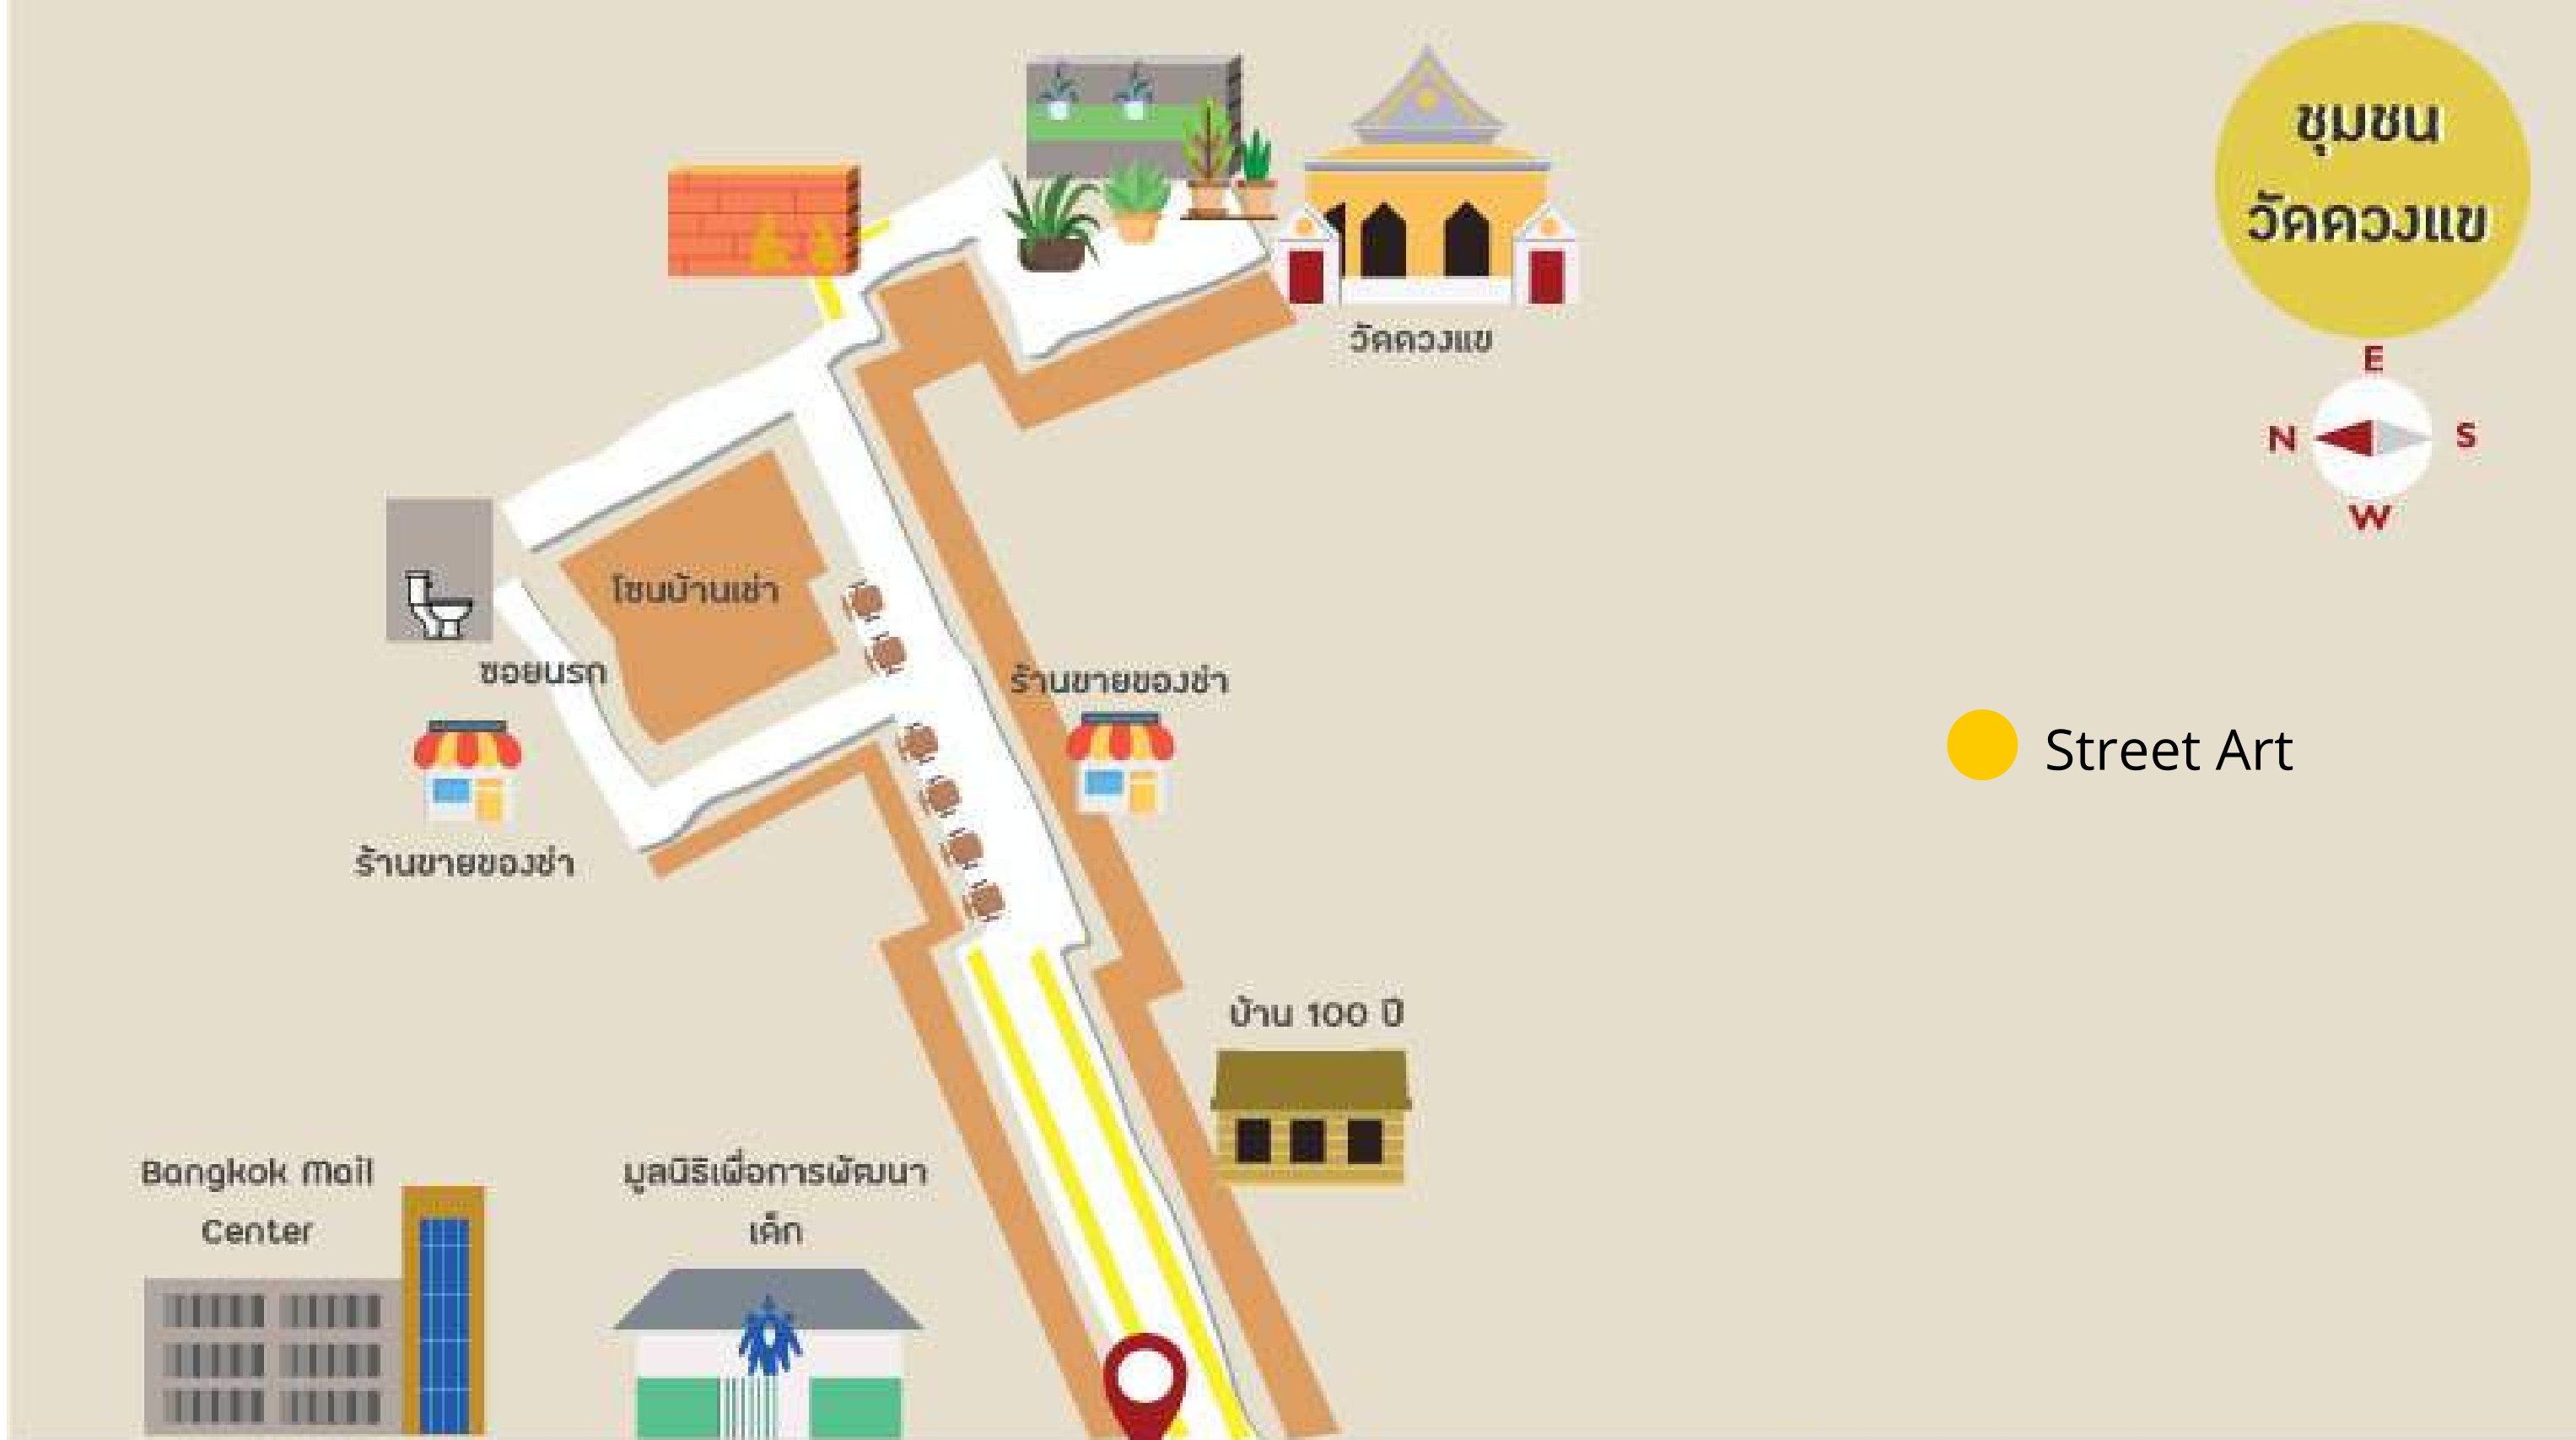 ชุมชน
วัดดวงแข
E
N
S
W
วัดดวงแข
โซนบ้านเช่า
ซอยนรก
ร้านขายของชำ
ร้านขายของชำ
Street Art
บ้าน 100 ปี
Bangkok Mail
Center
มูลนิธิเพื่อการพัฒนา
เด็ก